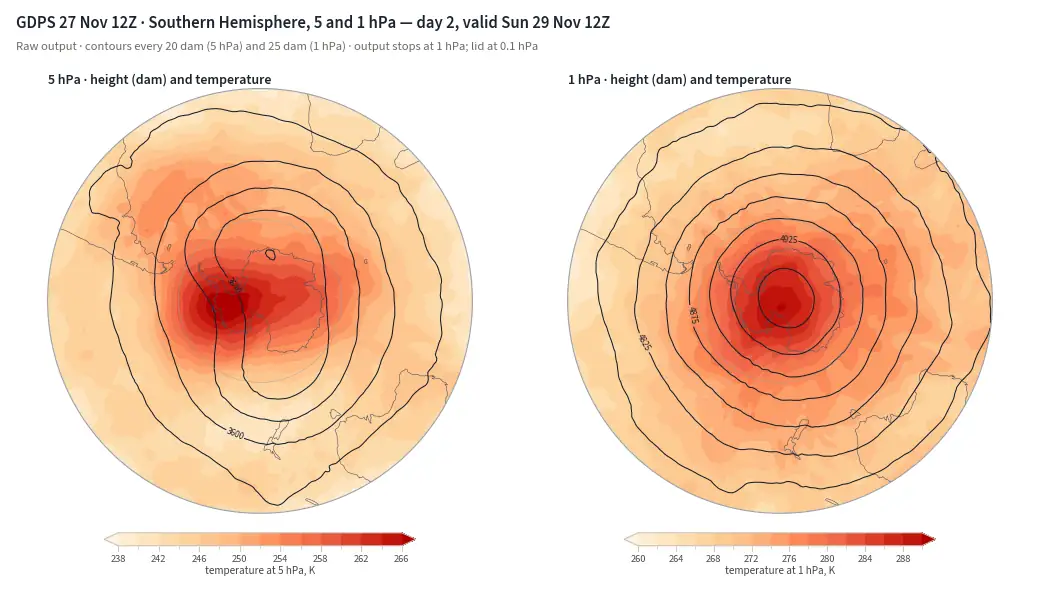 GDPS 27 Nov 12Z · Southern Hemisphere, 5 and 1 hPa — day 2, valid Sun 29 Nov 12Z
Raw output · contours every 20 dam (5 hPa) and 25 dam (1 hPa) · output stops at 1 hPa; lid at 0.1 hPa
5 hPa · height (dam) and temperature
1 hPa · height (dam) and temperature
3600
4925
4875
4825
238 242 246 250 254 258 262 266
temperature at 5 hPa, K
260 264 268 272 276 280 284 288
temperature at 1 hPa, K